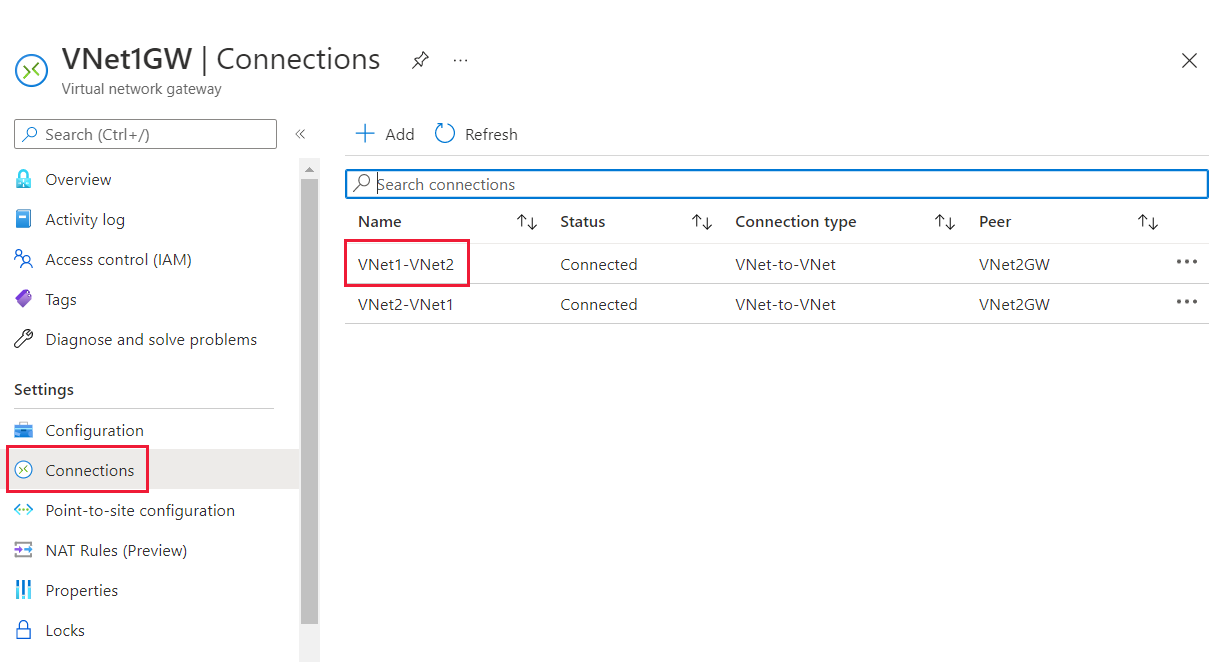 VNet1GW | Connections
Virtual network gateway
Search (Ctrl+/)
Overview
Activity log
Access control (IAM)
Tags
Diagnose and solve problems
Settings
Configuration
Connections
Point-to-site configuration
NAT Rules (Preview)
Properties
Locks
Add Refresh
Search connections
Name Status Connection type Peer
VNet1-VNet2 Connected VNet-to-VNet VNet2GW
VNet2-VNet1 Connected VNet-to-VNet VNet2GW